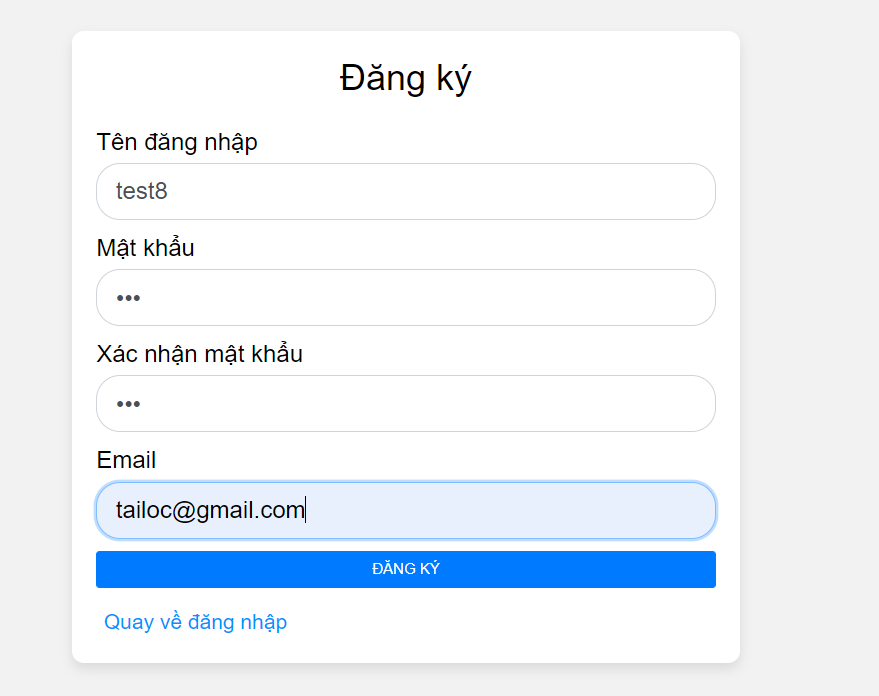 Đăng ký
Tên đăng nhập
test8
Mật khẩu
•••
Xác nhận mật khẩu
•••
Email
tailoc@gmail.com
ĐĂNG KÝ
Quay về đăng nhập